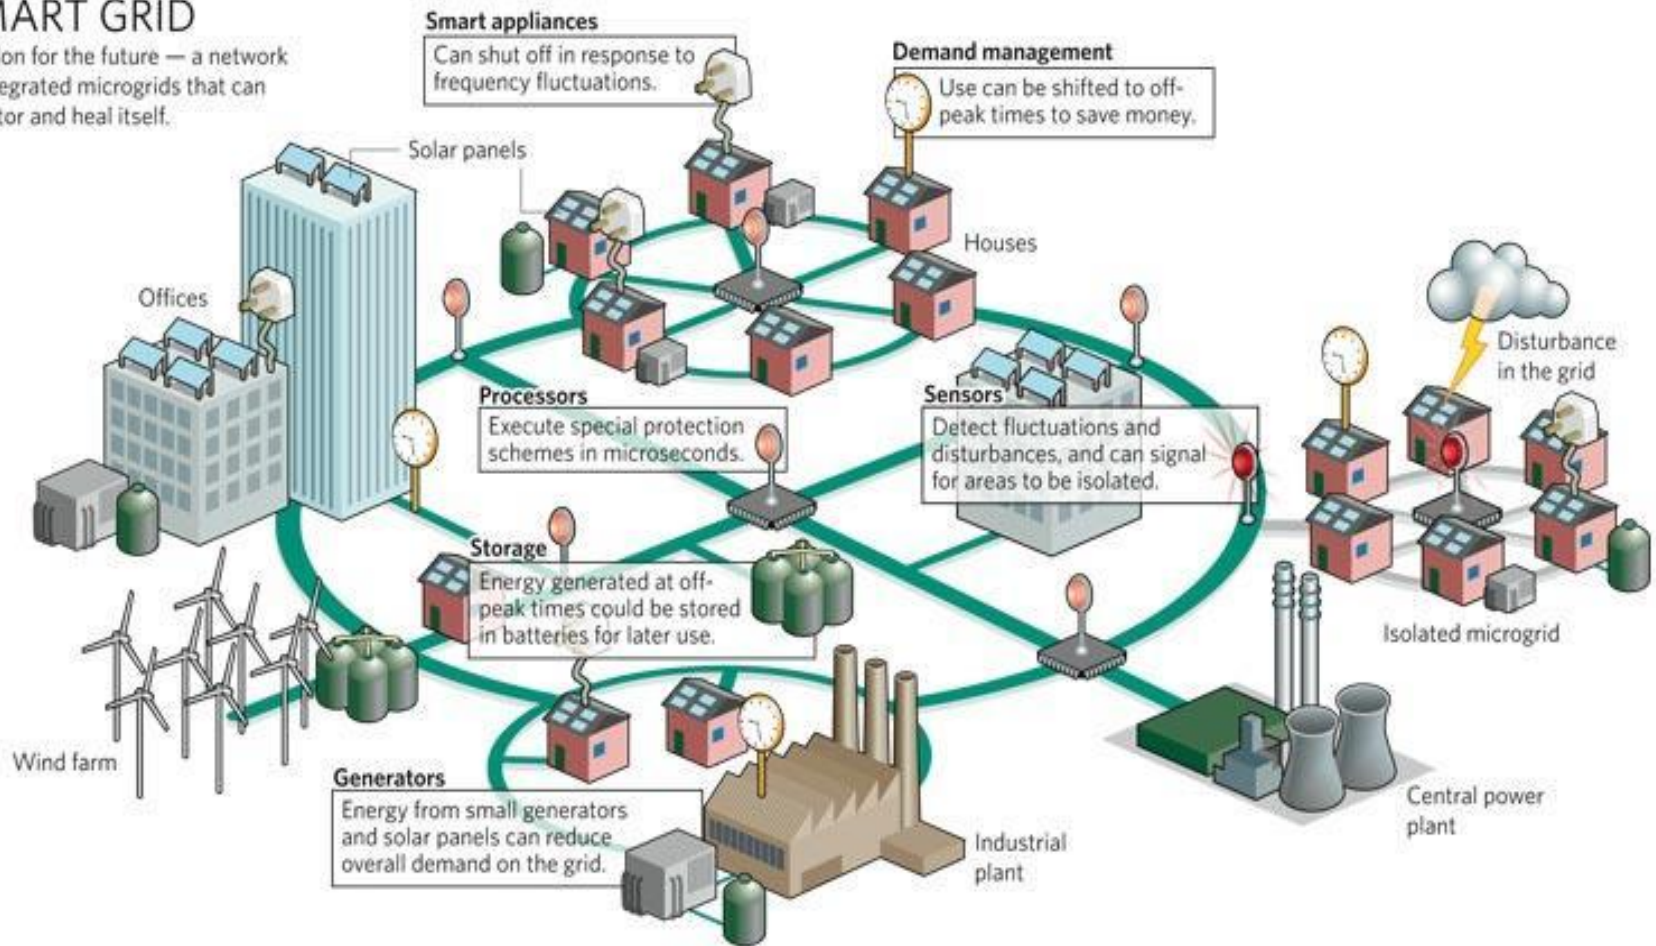 MART GRID
ion for the future — a network
egrated microgrids that can
tor and heal itself.
Smart appliances
Can shut off in response to
frequency fluctuations.
Demand management
Use can be shifted to off-
peak times to save money.
Solar panels
Houses
Offices
Disturbance
in the grid
Processors
Execute special protection
schemes in microseconds.
Sensors
Detect fluctuations and
disturbances, and can signal
for areas to be isolated.
Storage
Energy generated at off-
peak times could be stored
in batteries for later use.
Isolated microgrid
Wind farm
Generators
Energy from small generators
and solar panels can reduce
overall demand on the grid.
Industrial
plant
Central power
plant